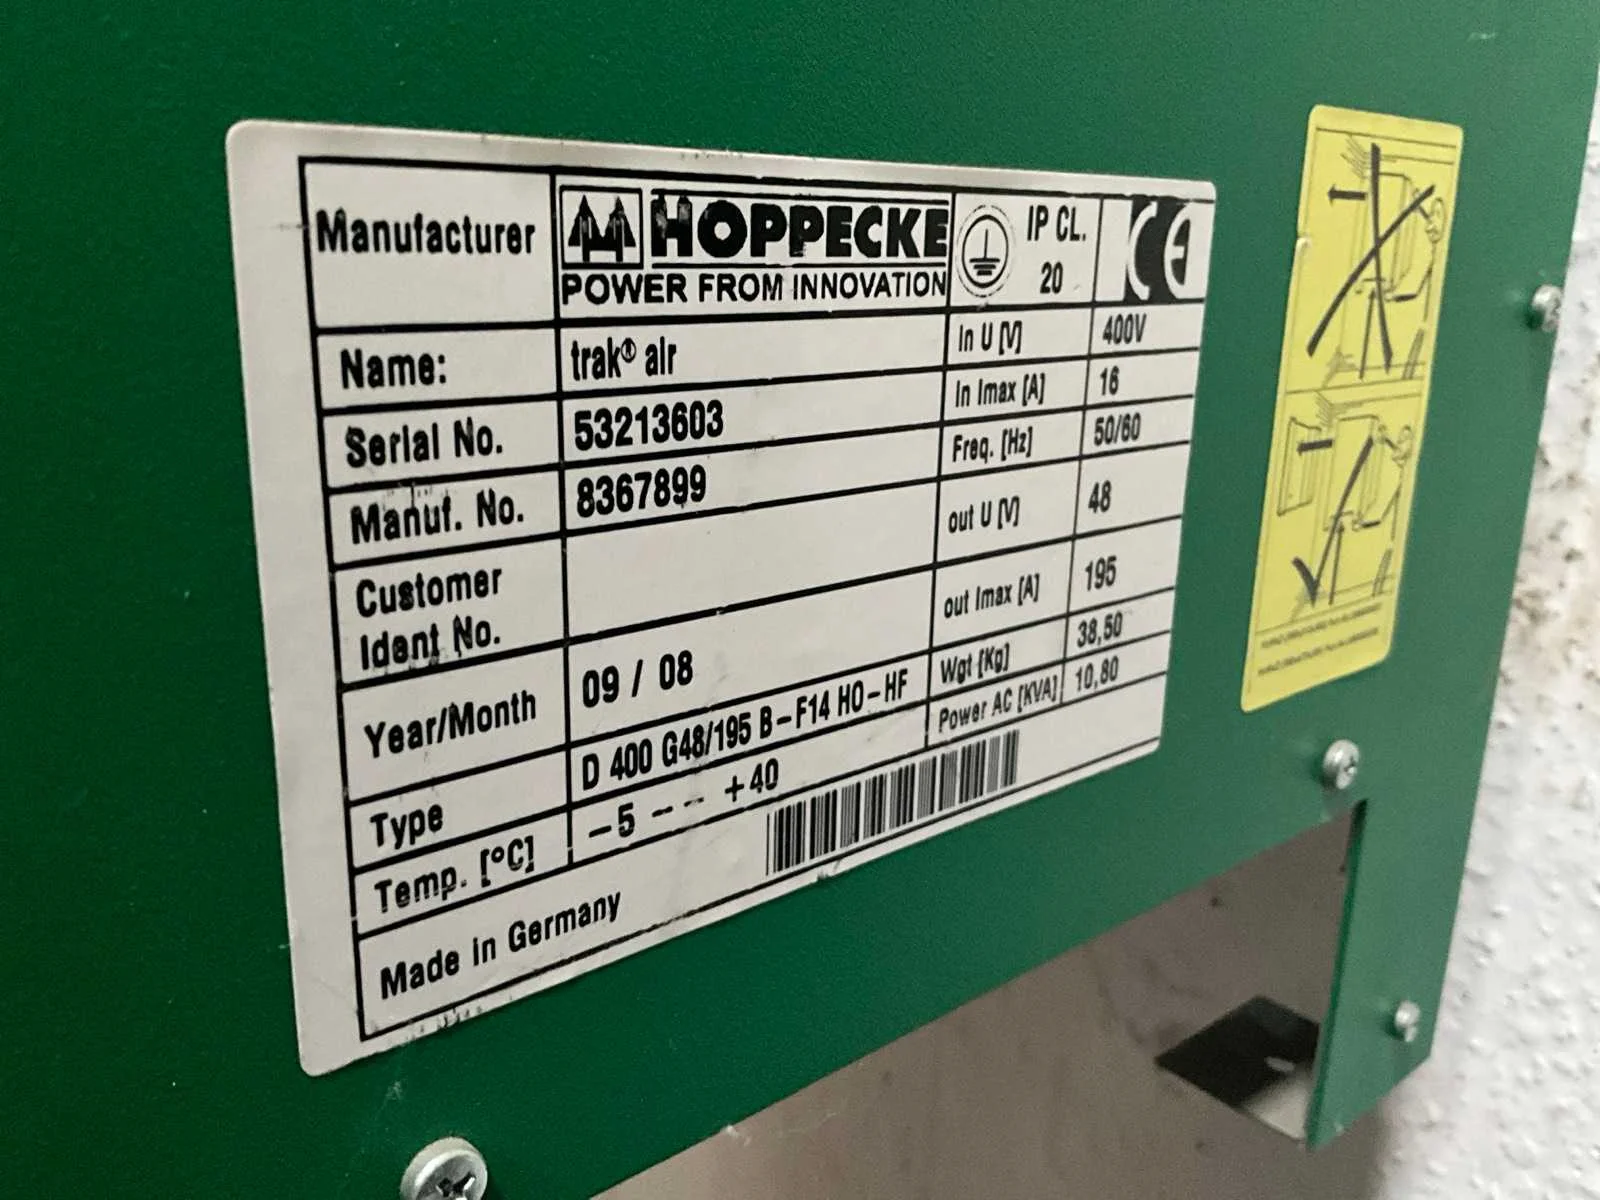 Manufacturer
HOPPECKE
POWER FROM INNOVATION
IP CL.
20
CE
Name:
trak® air
In U [V]
400V
Serial No.
53213603
In Imax [A]
16
Manuf. No.
8367899
Freq. [Hz]
50/60
Customer
Ident No.
out U [V]
48
out Imax [A]
195
Year/Month
09 / 08
Wgt [Kg]
38,50
Type
D 400 G48/195 B-F14 HO-HF
Power AC [KVA]
10,80
Temp. [°C]
-5 -- +40
Made in Germany